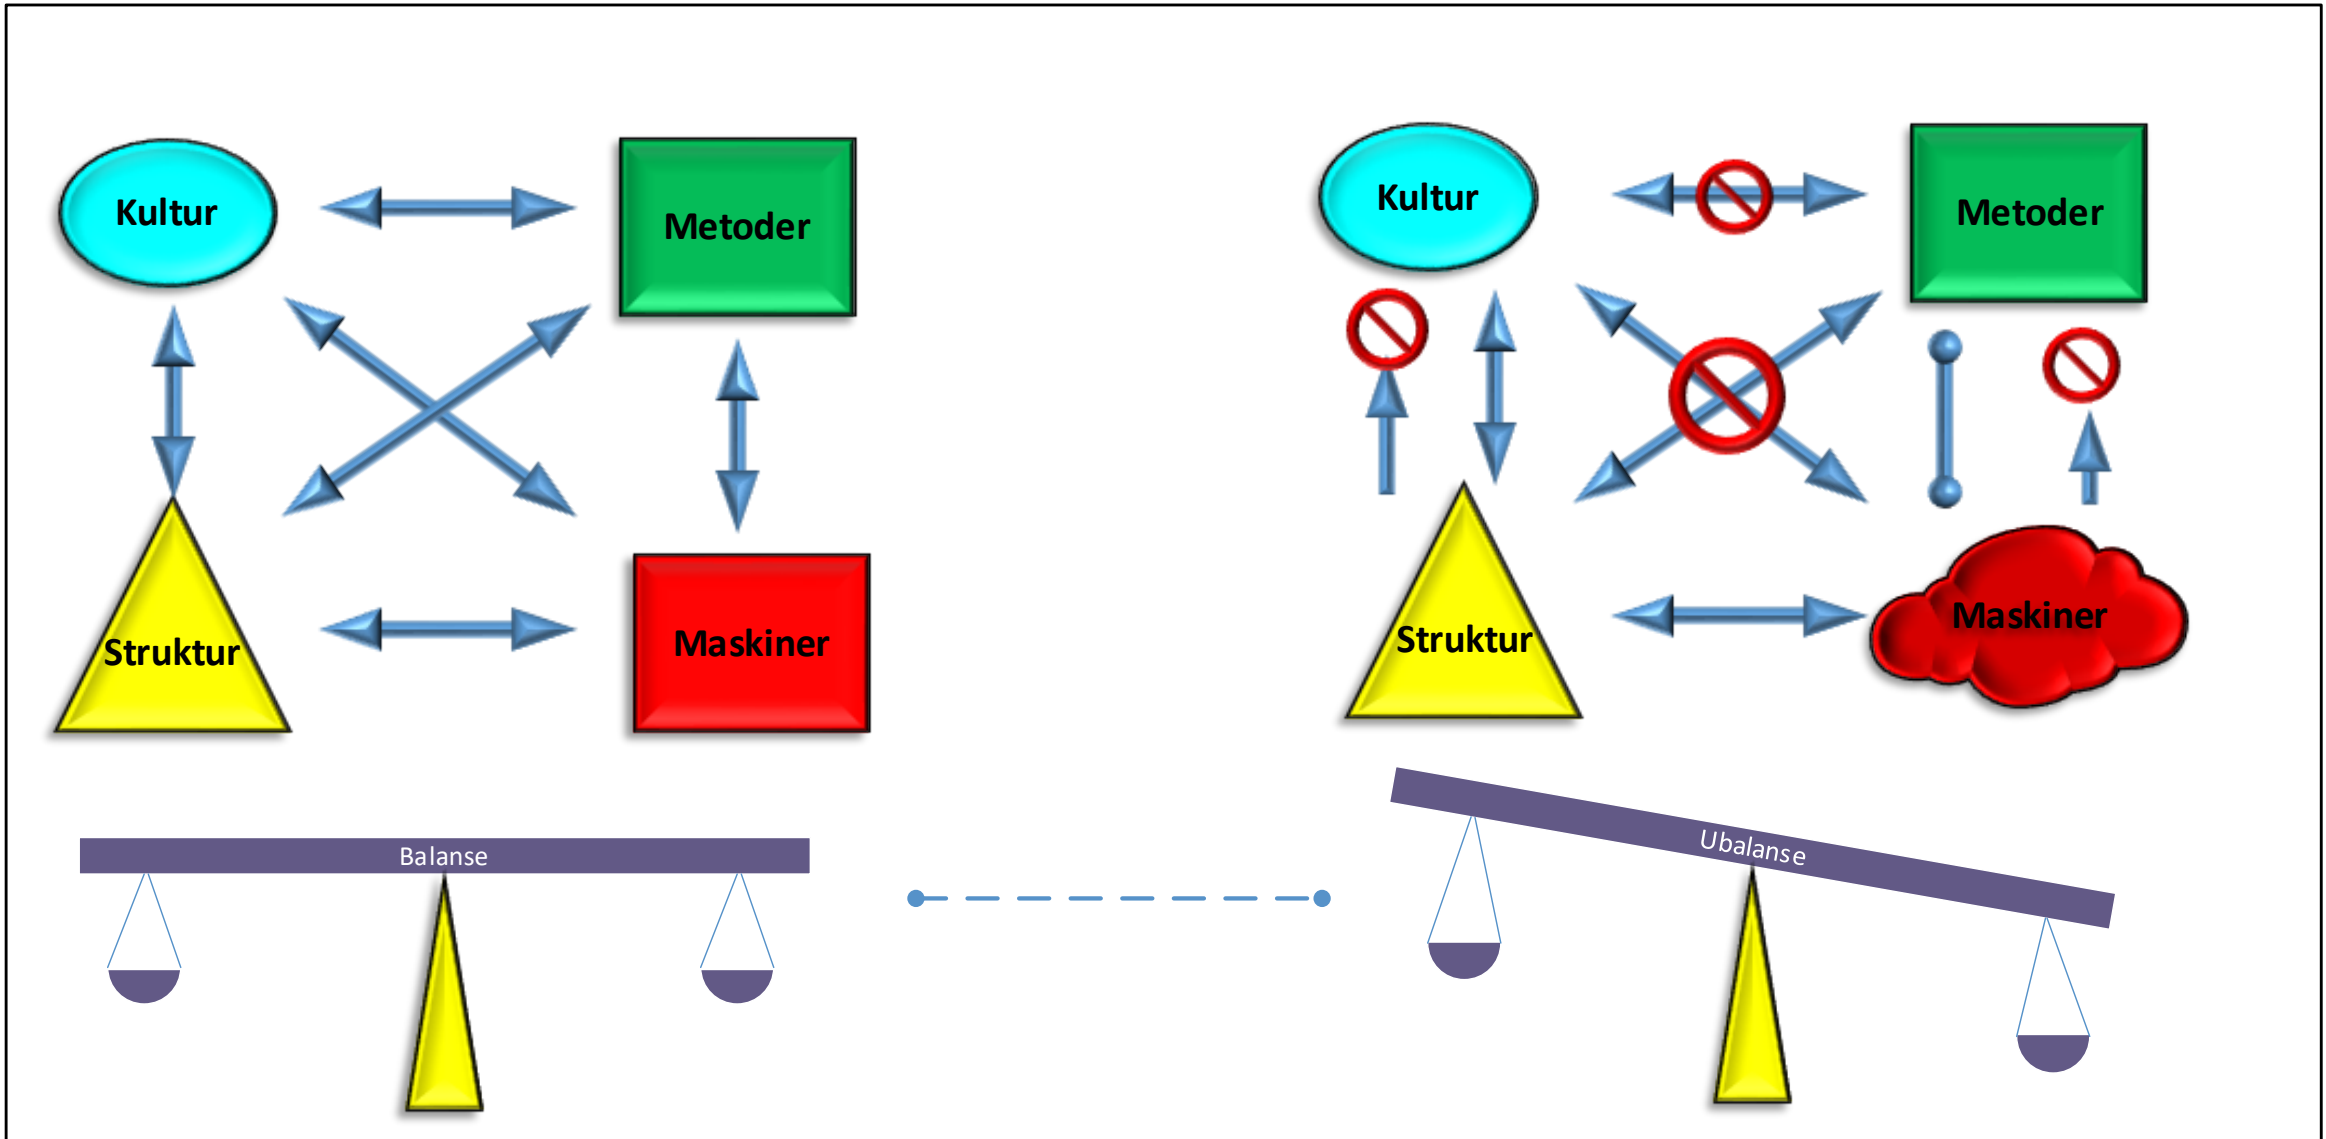 Kultur
Metoder
Struktur
Maskiner
Balanse
Kultur
Metoder
Struktur
Maskiner
Ubalanse